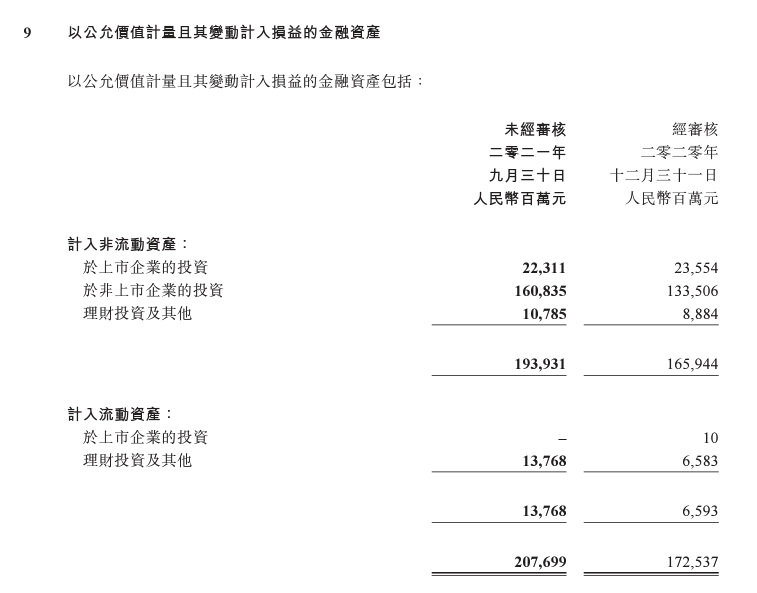 9 以公允價值計量且其變動計入損益的金融資產
以公允價值計量且其變動計入損益的金融資產包括：
未經審核 經審核
二零二一年 二零二零年
九月三十日 十二月三十一日
人民幣百萬元 人民幣百萬元
計入非流動資產：
於上市企業的投資 22,311 23,554
於非上市企業的投資 160,835 133,506
理財投資及其他 10,785 8,884
193,931 165,944
計入流動資產：
於上市企業的投資 – 10
理財投資及其他 13,768 6,583
13,768 6,593
207,699 172,537